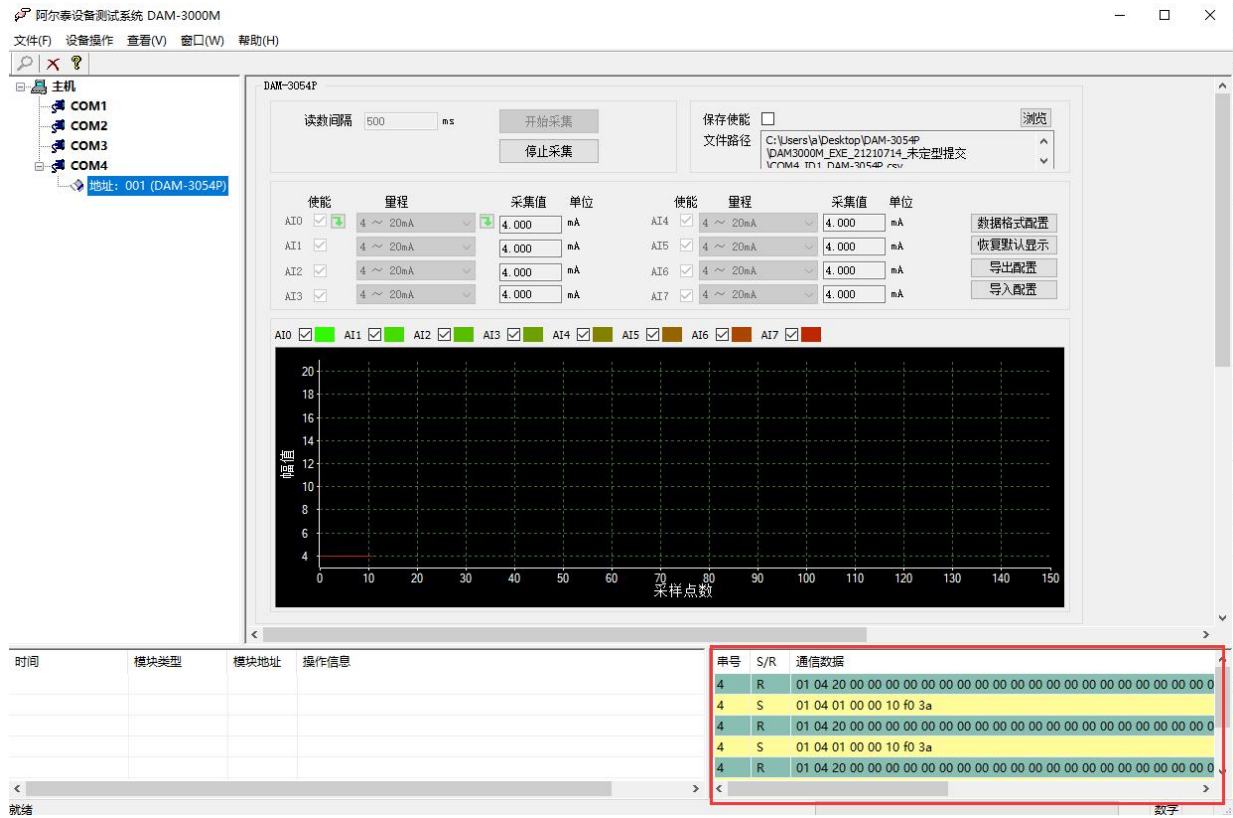 阿尔泰设备测试系统 DAM-3000M
文件(F) 设备操作 查看(V) 窗口(W) 帮助(H)
主机
COM1
COM2
COM3
COM4
地址：001 (DAM-3054P)
DAM-3054P
读数间隔 500 ms 开始采集
停止采集
保存使能 浏览
文件路径 C:\Users\a\Desktop\DAM-3054P
\DAM3000M_EXE_21210714_未定型提交
\COM4_ID1_DAM-3054P.csv
使能 量程 采集值 单位 使能 量程 采集值 单位
AI0 4 ～ 20mA 4.000 mA AI4 4 ～ 20mA 4.000 mA 数据格式配置
AI1 4 ～ 20mA 4.000 mA AI5 4 ～ 20mA 4.000 mA 恢复默认显示
AI2 4 ～ 20mA 4.000 mA AI6 4 ～ 20mA 4.000 mA 导出配置
AI3 4 ～ 20mA 4.000 mA AI7 4 ～ 20mA 4.000 mA 导入配置
AI0 AI1 AI2 AI3 AI4 AI5 AI6 AI7
20
18
16
14
12
10
8
6
4
幅值
0 10 20 30 40 50 60 70 80 90 100 110 120 130 140 150
采样点数
时间 模块类型 模块地址 操作信息
串号 S/R 通信数据
4 R 01 04 20 00 00 00 00 00 00 00 00 00 00 00 00 00 00 00 00 00 00 00 0
4 S 01 04 01 00 00 10 f0 3a
4 R 01 04 20 00 00 00 00 00 00 00 00 00 00 00 00 00 00 00 00 00 00 00 0
4 S 01 04 01 00 00 10 f0 3a
4 R 01 04 20 00 00 00 00 00 00 00 00 00 00 00 00 00 00 00 00 00 00 00 0
就绪 数字